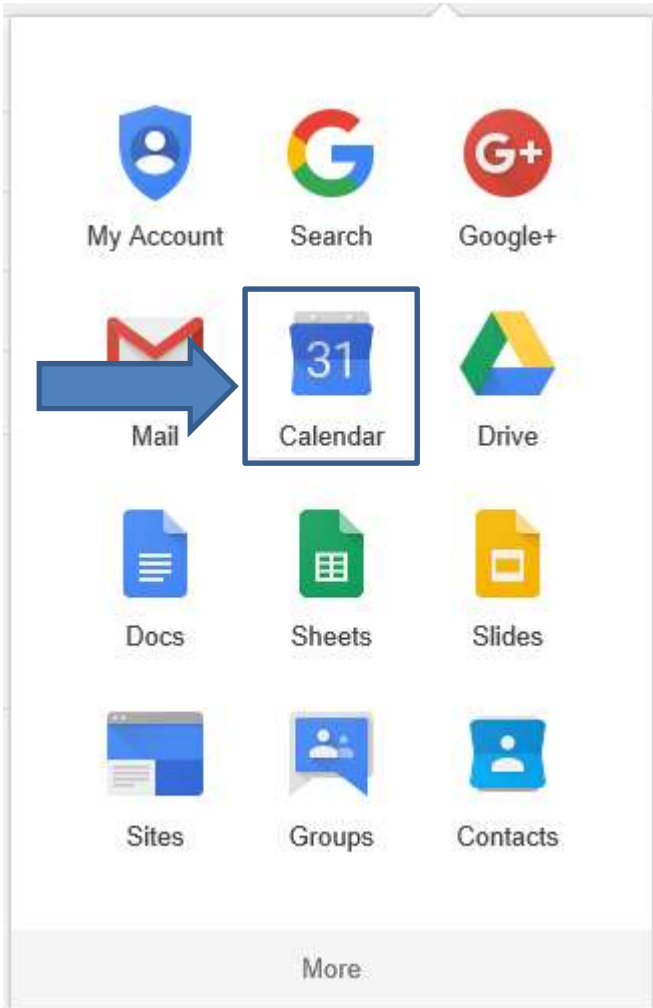 My Account Search G+ Google+
31
Mail Calendar Drive
Docs Sheets Slides
Sites Groups Contacts
More